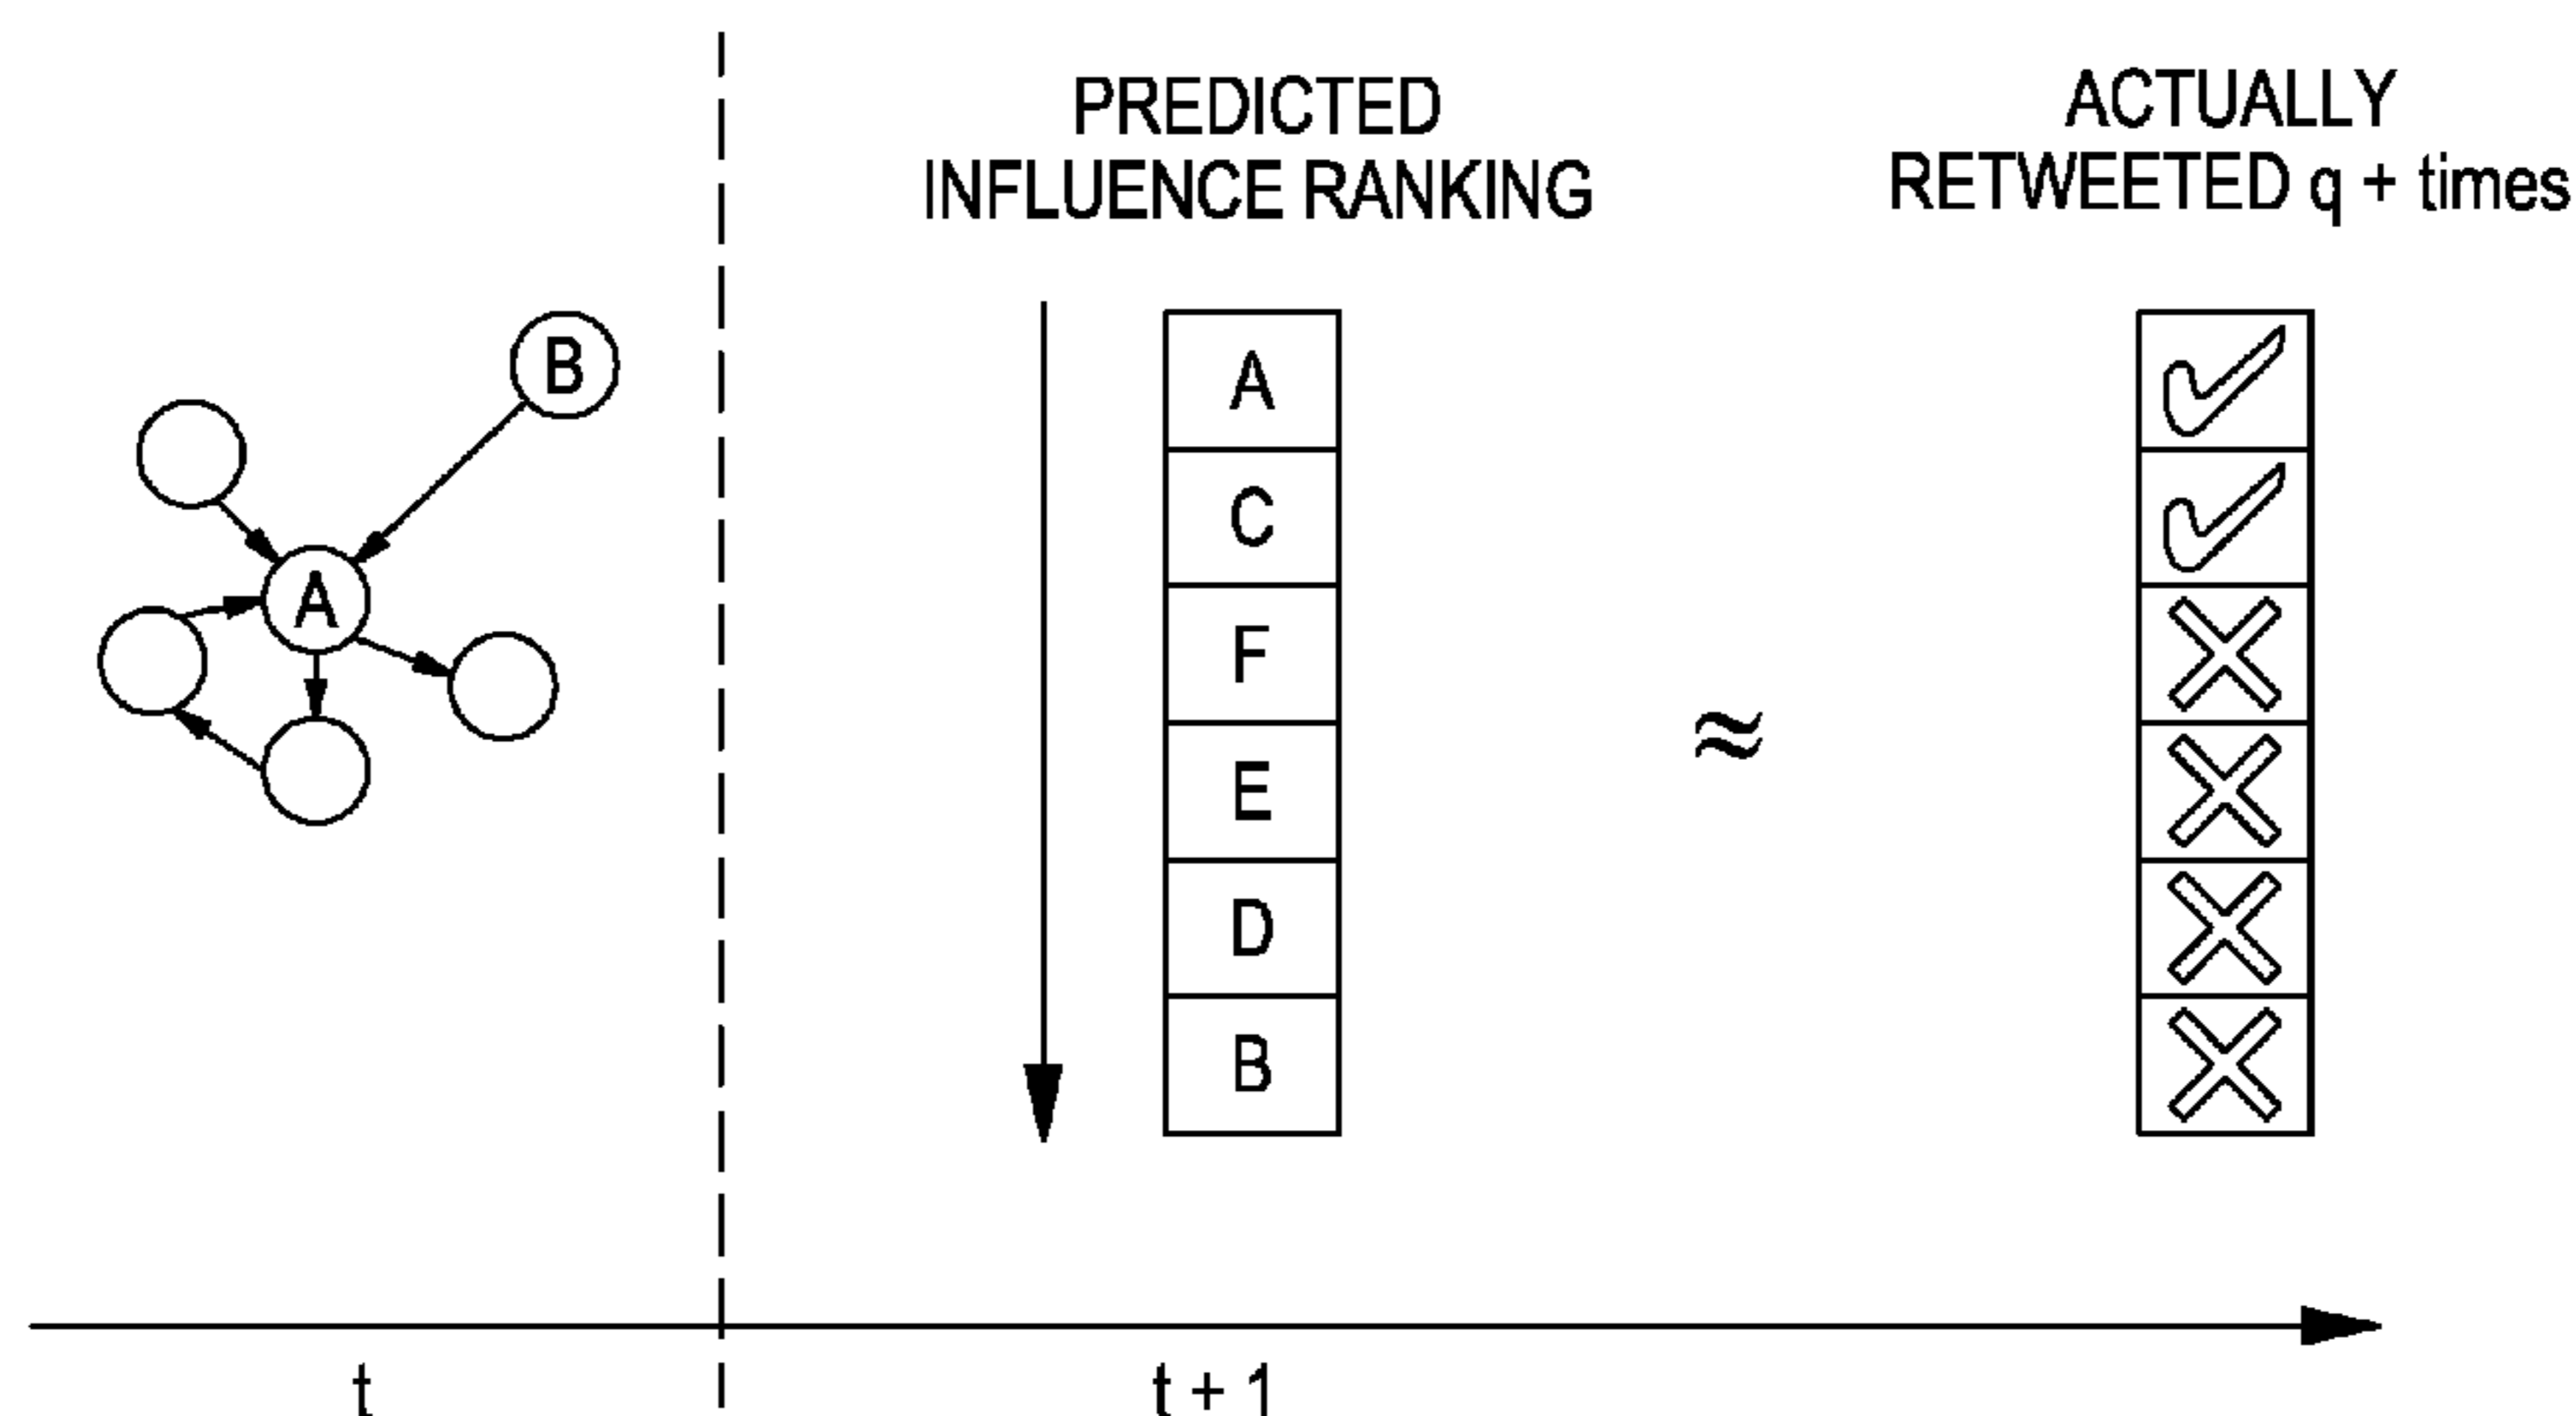 PREDICTED
INFLUENCE RANKING
ACTUALLY
RETWEETED q + times
B
A
A
C
F
E
≈
D
B
t
t + 1